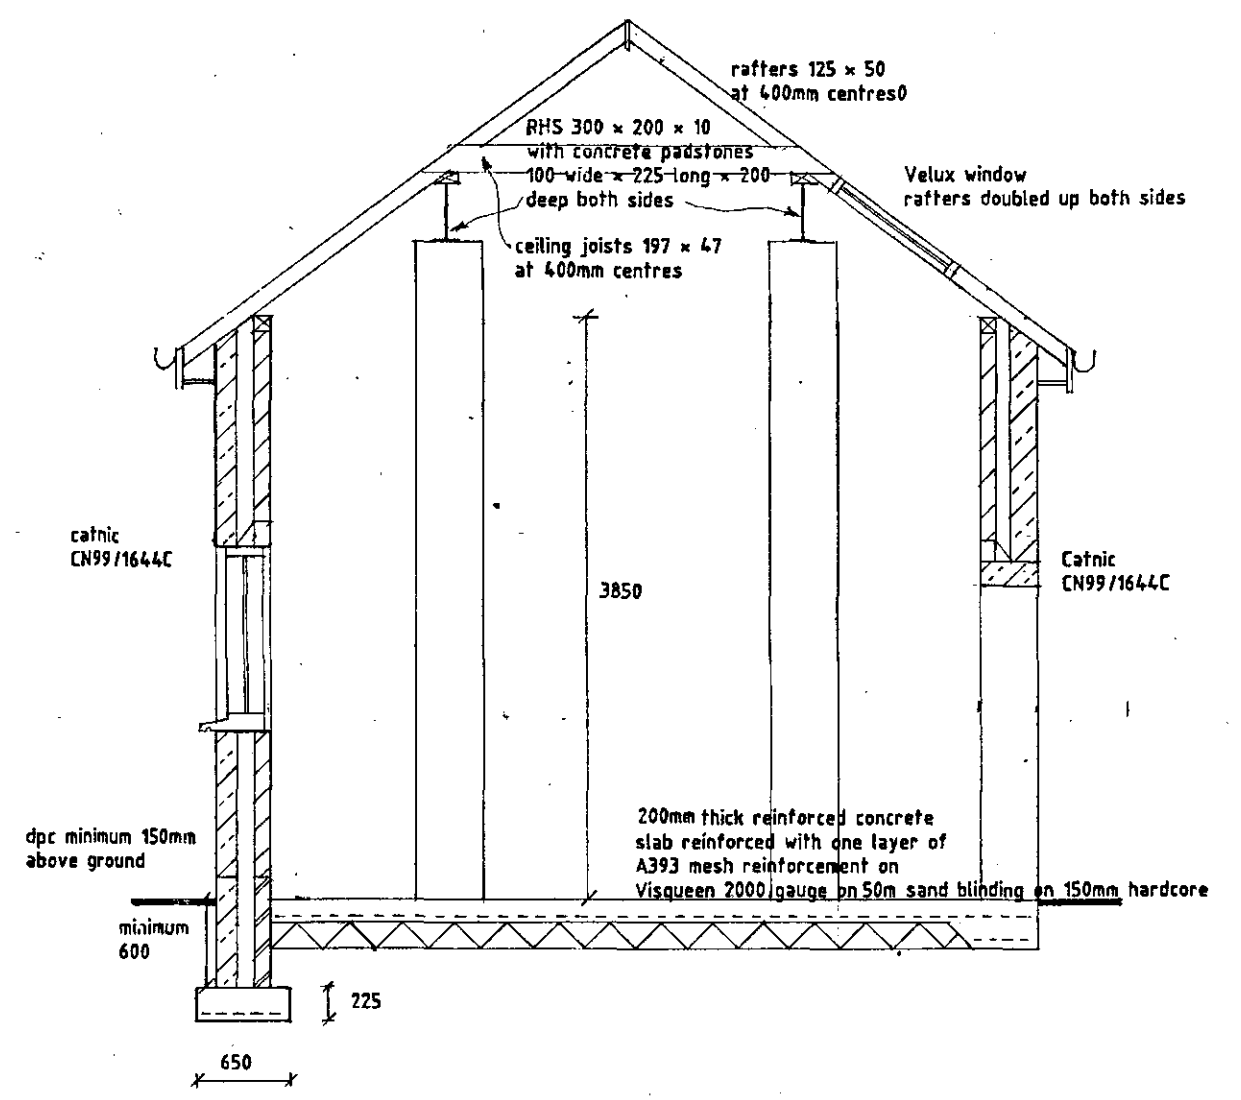 rafters 125 × 50
at 400mm centres0
RHS 300 × 200 × 10
with concrete padstones
100 wide × 225 long × 200
deep both sides
Velux window
rafters doubled up both sides
ceiling joists 197 × 47
at 400mm centres
catnic
CN99/1644C
3850
Catnic
CN99/1644C
200mm thick reinforced concrete
slab reinforced with one layer of
A393 mesh reinforcement on
Visqueen 2000 gauge on 50m sand blinding on 150mm hardcore
dpc minimum 150mm
above ground
minimum
600
225
650